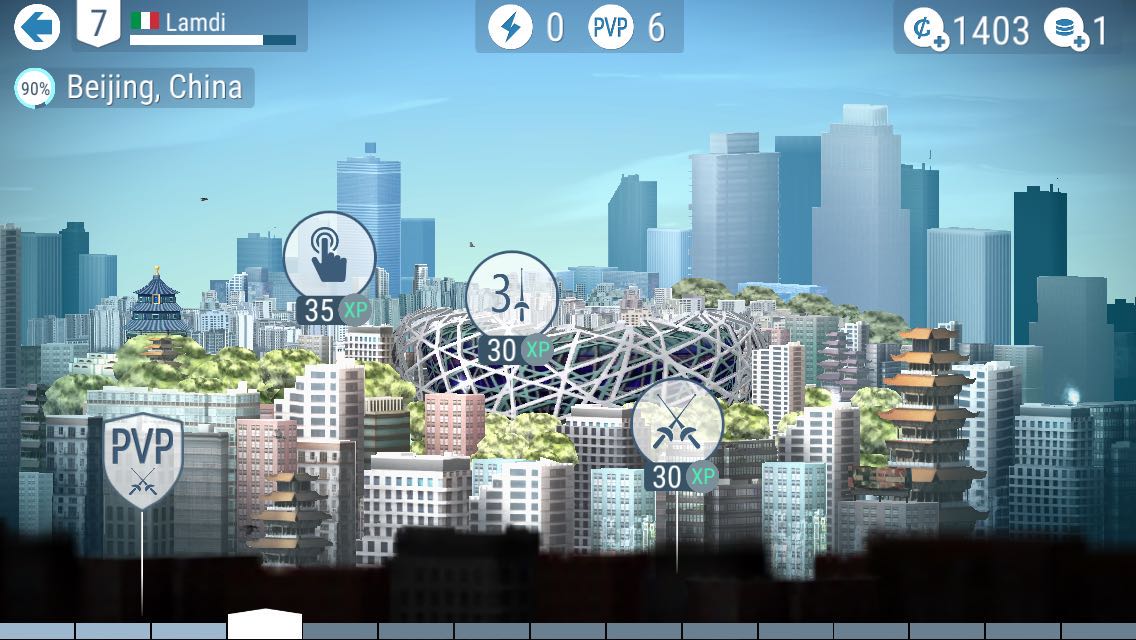 7
Lamdi
0
PVP
6
₵
1403
1
90%
Beijing, China
35 XP
3
30 XP
30 XP
PVP